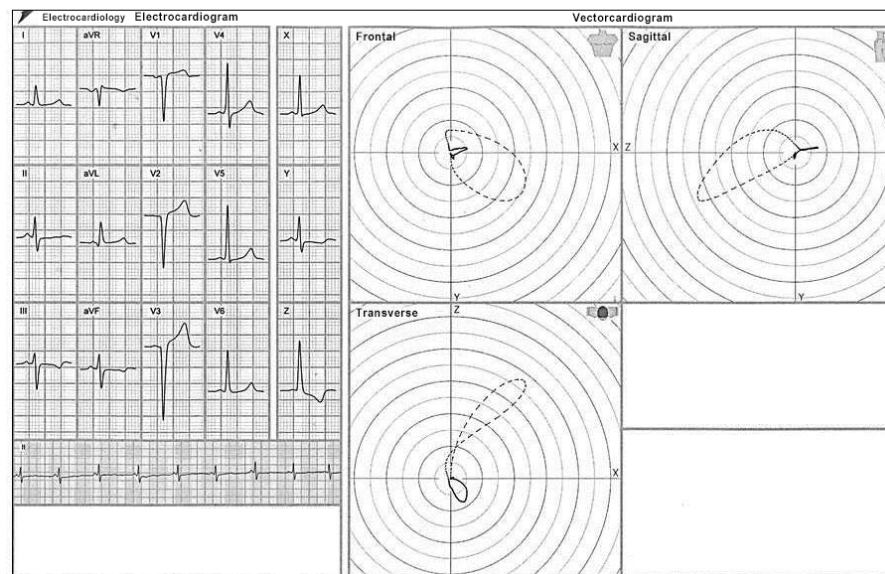 Electrocardiology Electrocardiogram
Vectorcardiogram
I aVR V1 V4 X
II aVL V2 V5 Y
III aVF V3 V6 Z
II
Frontal
X
Y
Sagittal
Z
Y
Transverse
Z
X